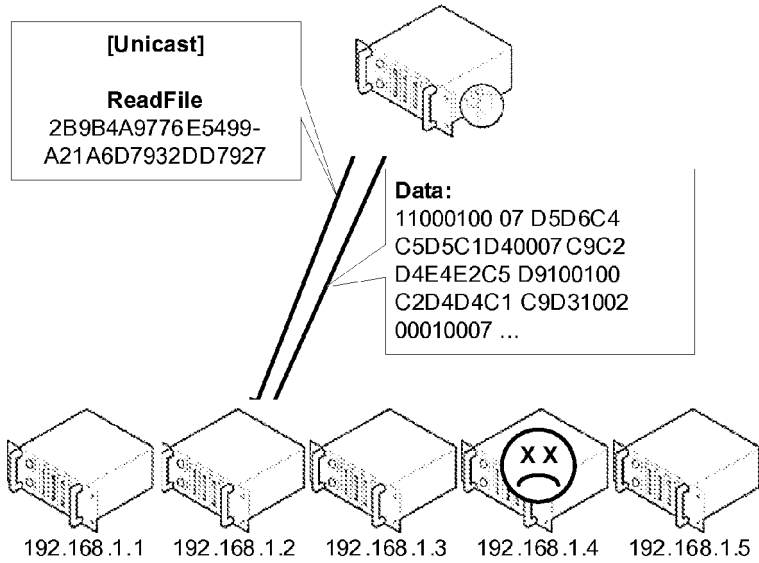 [Unicast]
ReadFile
2B9B4A9776E5499-
A21A6D7932DD7927
Data:
11000100 07 D5D6C4
C5D5C1D40007 C9C2
D4E4E2C5 D9100100
C2D4D4C1 C9D31002
00010007 ...
X X
192.168.1.1
192.168.1.2
192.168.1.3
192.168.1.4
192.168.1.5